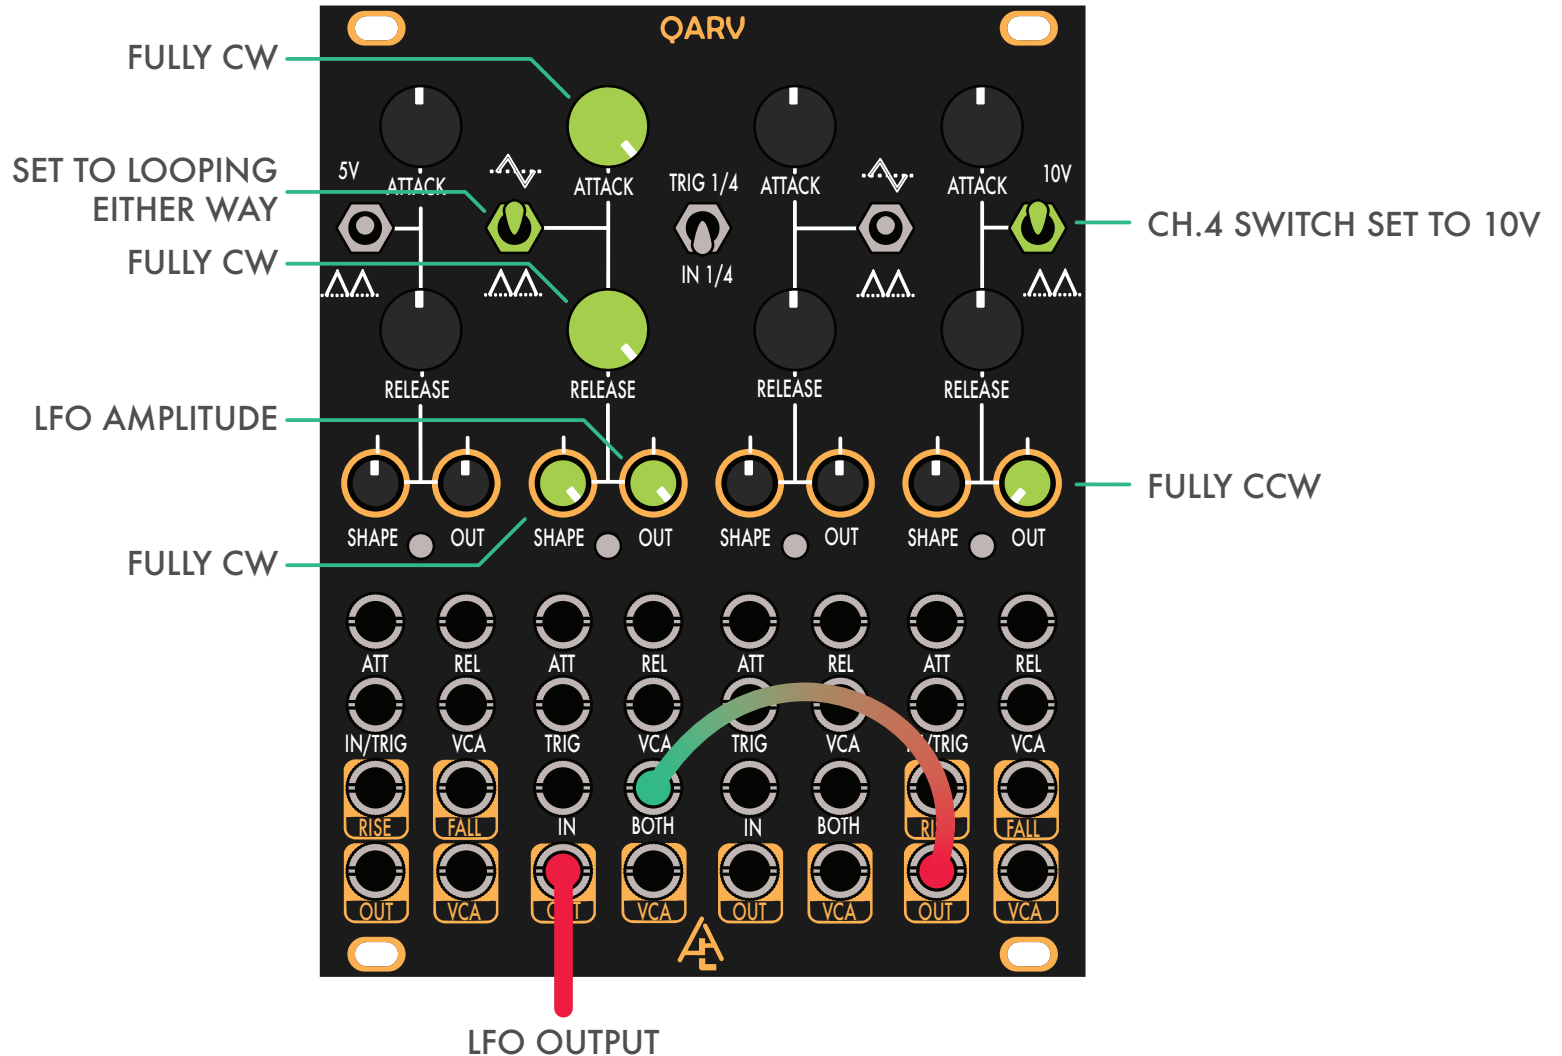 QARV
FULLY CW
5V
10V
SET TO LOOPING
EITHER WAY
ATTACK
ATTACK
TRIG 1/4
ATTACK
ATTACK
CH.4 SWITCH SET TO 10V
FULLY CW
IN 1/4
RELEASE
RELEASE
RELEASE
RELEASE
LFO AMPLITUDE
FULLY CCW
SHAPE OUT SHAPE OUT SHAPE OUT SHAPE OUT
FULLY CW
ATT REL ATT REL ATT REL ATT REL
IN/TRIG VCA TRIG VCA TRIG VCA IN/TRIG VCA
RISE FALL IN BOTH IN BOTH RISE FALL
OUT VCA OUT VCA OUT VCA OUT VCA
LFO OUTPUT